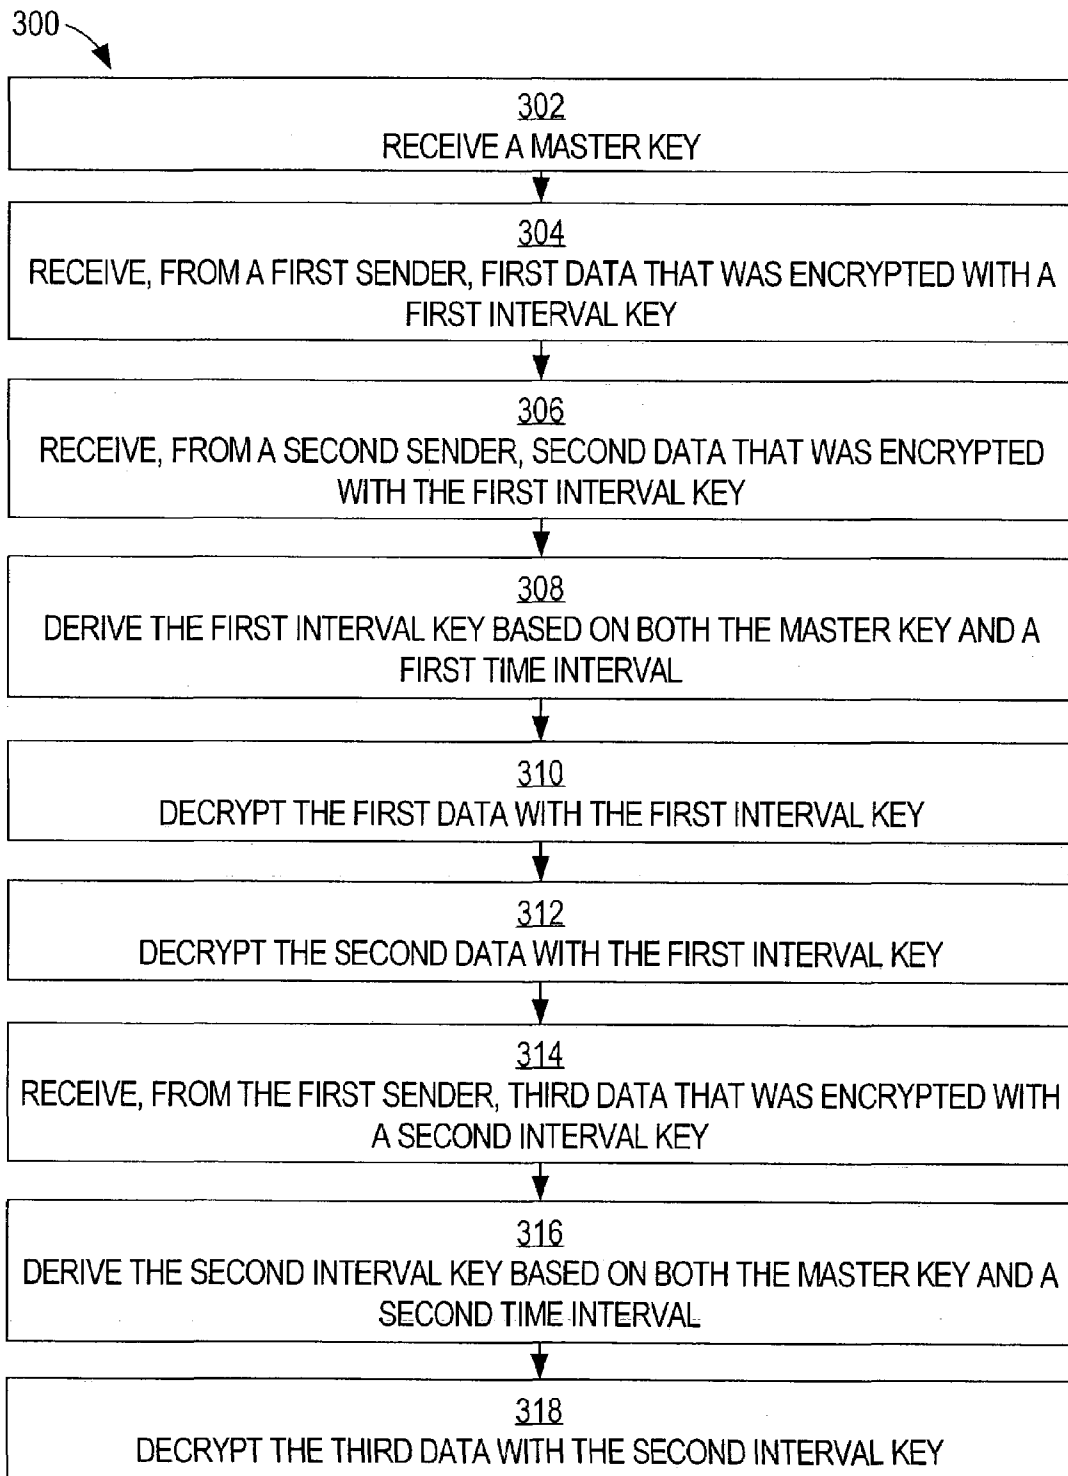 300
302
RECEIVE A MASTER KEY
304
RECEIVE, FROM A FIRST SENDER, FIRST DATA THAT WAS ENCRYPTED WITH A
FIRST INTERVAL KEY
306
RECEIVE, FROM A SECOND SENDER, SECOND DATA THAT WAS ENCRYPTED
WITH THE FIRST INTERVAL KEY
308
DERIVE THE FIRST INTERVAL KEY BASED ON BOTH THE MASTER KEY AND A
FIRST TIME INTERVAL
310
DECRYPT THE FIRST DATA WITH THE FIRST INTERVAL KEY
312
DECRYPT THE SECOND DATA WITH THE FIRST INTERVAL KEY
314
RECEIVE, FROM THE FIRST SENDER, THIRD DATA THAT WAS ENCRYPTED WITH
A SECOND INTERVAL KEY
316
DERIVE THE SECOND INTERVAL KEY BASED ON BOTH THE MASTER KEY AND A
SECOND TIME INTERVAL
318
DECRYPT THE THIRD DATA WITH THE SECOND INTERVAL KEY